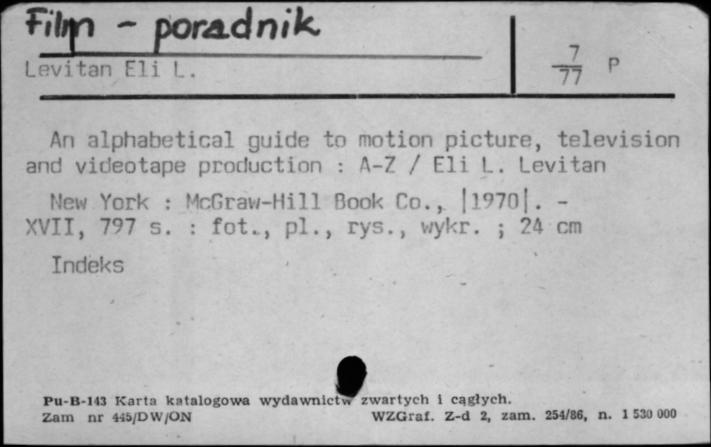 Film - poradnik
Levitan Eli L.
7
77 P
An alphabetical guide to motion picture, television
and videotape production : A-Z / Eli L. Levitan
New York : McGraw-Hill Book Co., |1970|. -
XVII, 797 s. : fot., pl., rys., wykr. ; 24 cm
Indeks
Pu-B-143 Karta katalogowa wydawnictw zwartych i ciągłych.
Zam nr 445/DW/ON WZGraf. Z-d 2, zam. 254/86, n. 1 530 000